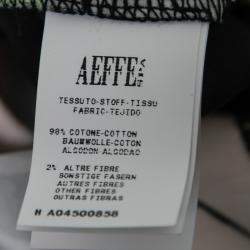 AEFFE SPA
TESSUTO-STOFF-TISSU
FABRIC-TEJIDO
98% COTONE-COTTON
BAUMWOLLE-COTON
ALGODON-ALGODAO
2% ALTRE FIBRE
SONSTIGE FASERN
AUTRES FIBRES
OTHER FIBRES
OUTRAS FIBRAS
H A04500858